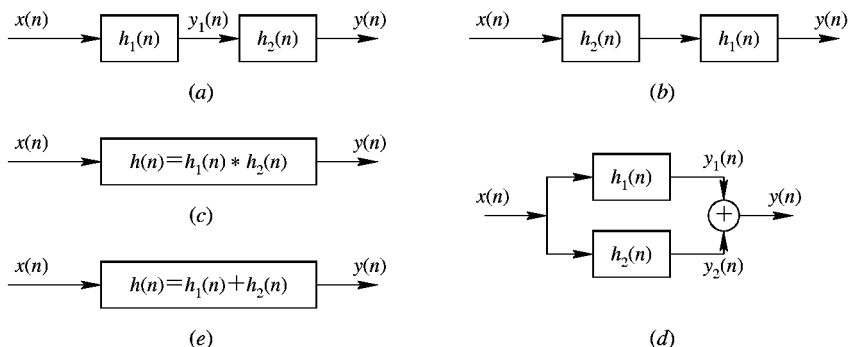 x(n) h₁(n) y₁(n) h₂(n) y(n)
(a)
x(n) h₂(n) h₁(n) y(n)
(b)
x(n) h(n)=h₁(n) * h₂(n) y(n)
(c)
x(n) h₁(n) y₁(n)
h₂(n) y₂(n)
+ y(n)
(d)
x(n) h(n)=h₁(n)+h₂(n) y(n)
(e)